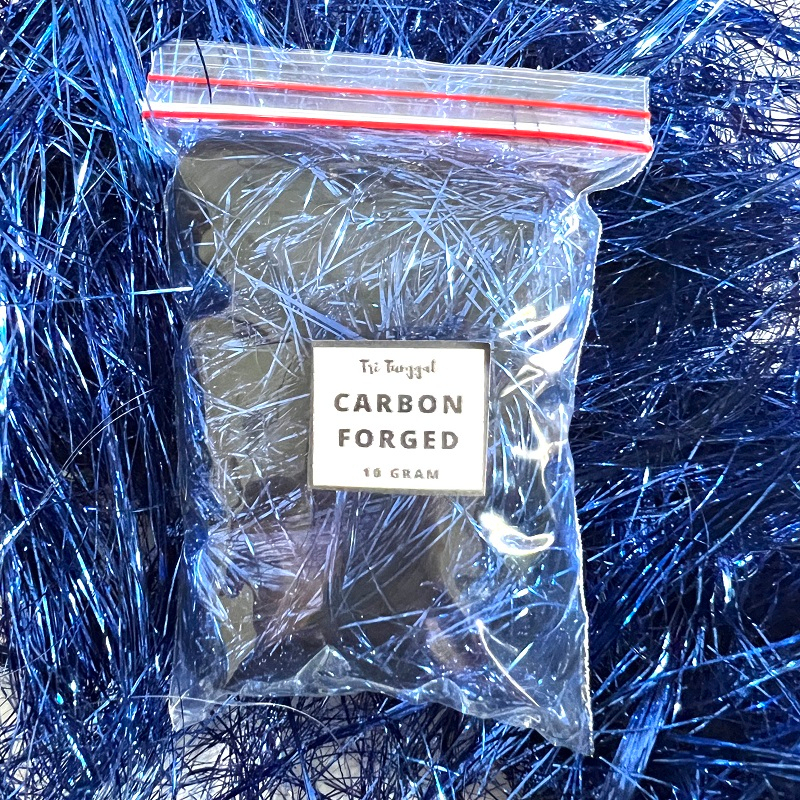 Tri Tunggal
CARBON
FORGED
10 GRAM